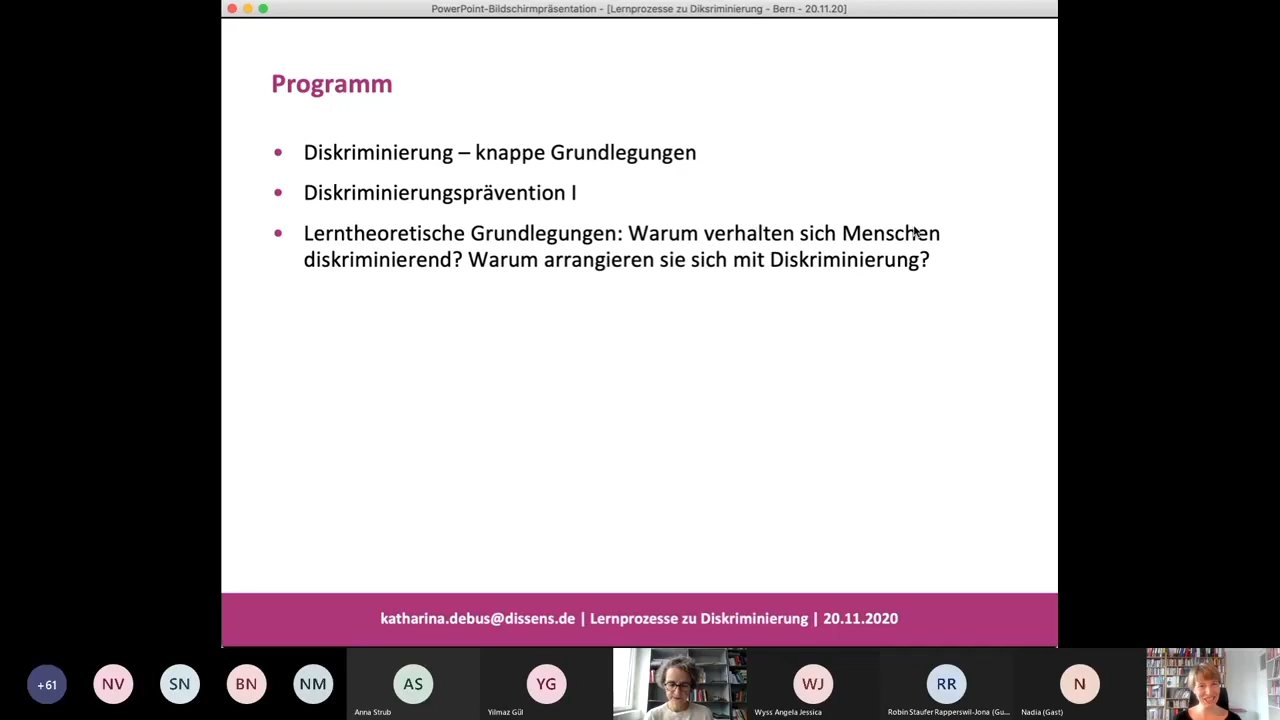 PowerPoint-Bildschirmpräsentation - [Lernprozesse zu Diksriminierung - Bern - 20.11.20]
Programm
• Diskriminierung – knappe Grundlegungen
• Diskriminierungsprävention I
• Lerntheoretische Grundlegungen: Warum verhalten sich Menschen
diskriminierend? Warum arrangieren sie sich mit Diskriminierung?
katharina.debus@dissens.de | Lernprozesse zu Diskriminierung | 20.11.2020
+61
NV
SN
BN
NM
AS
Anna Strub
YG
Yilmaz Gül
WJ
Wyss Angela Jessica
RR
Robin Staufer Rapperswil-Jona (Gu...
N
Nadia (Gast)